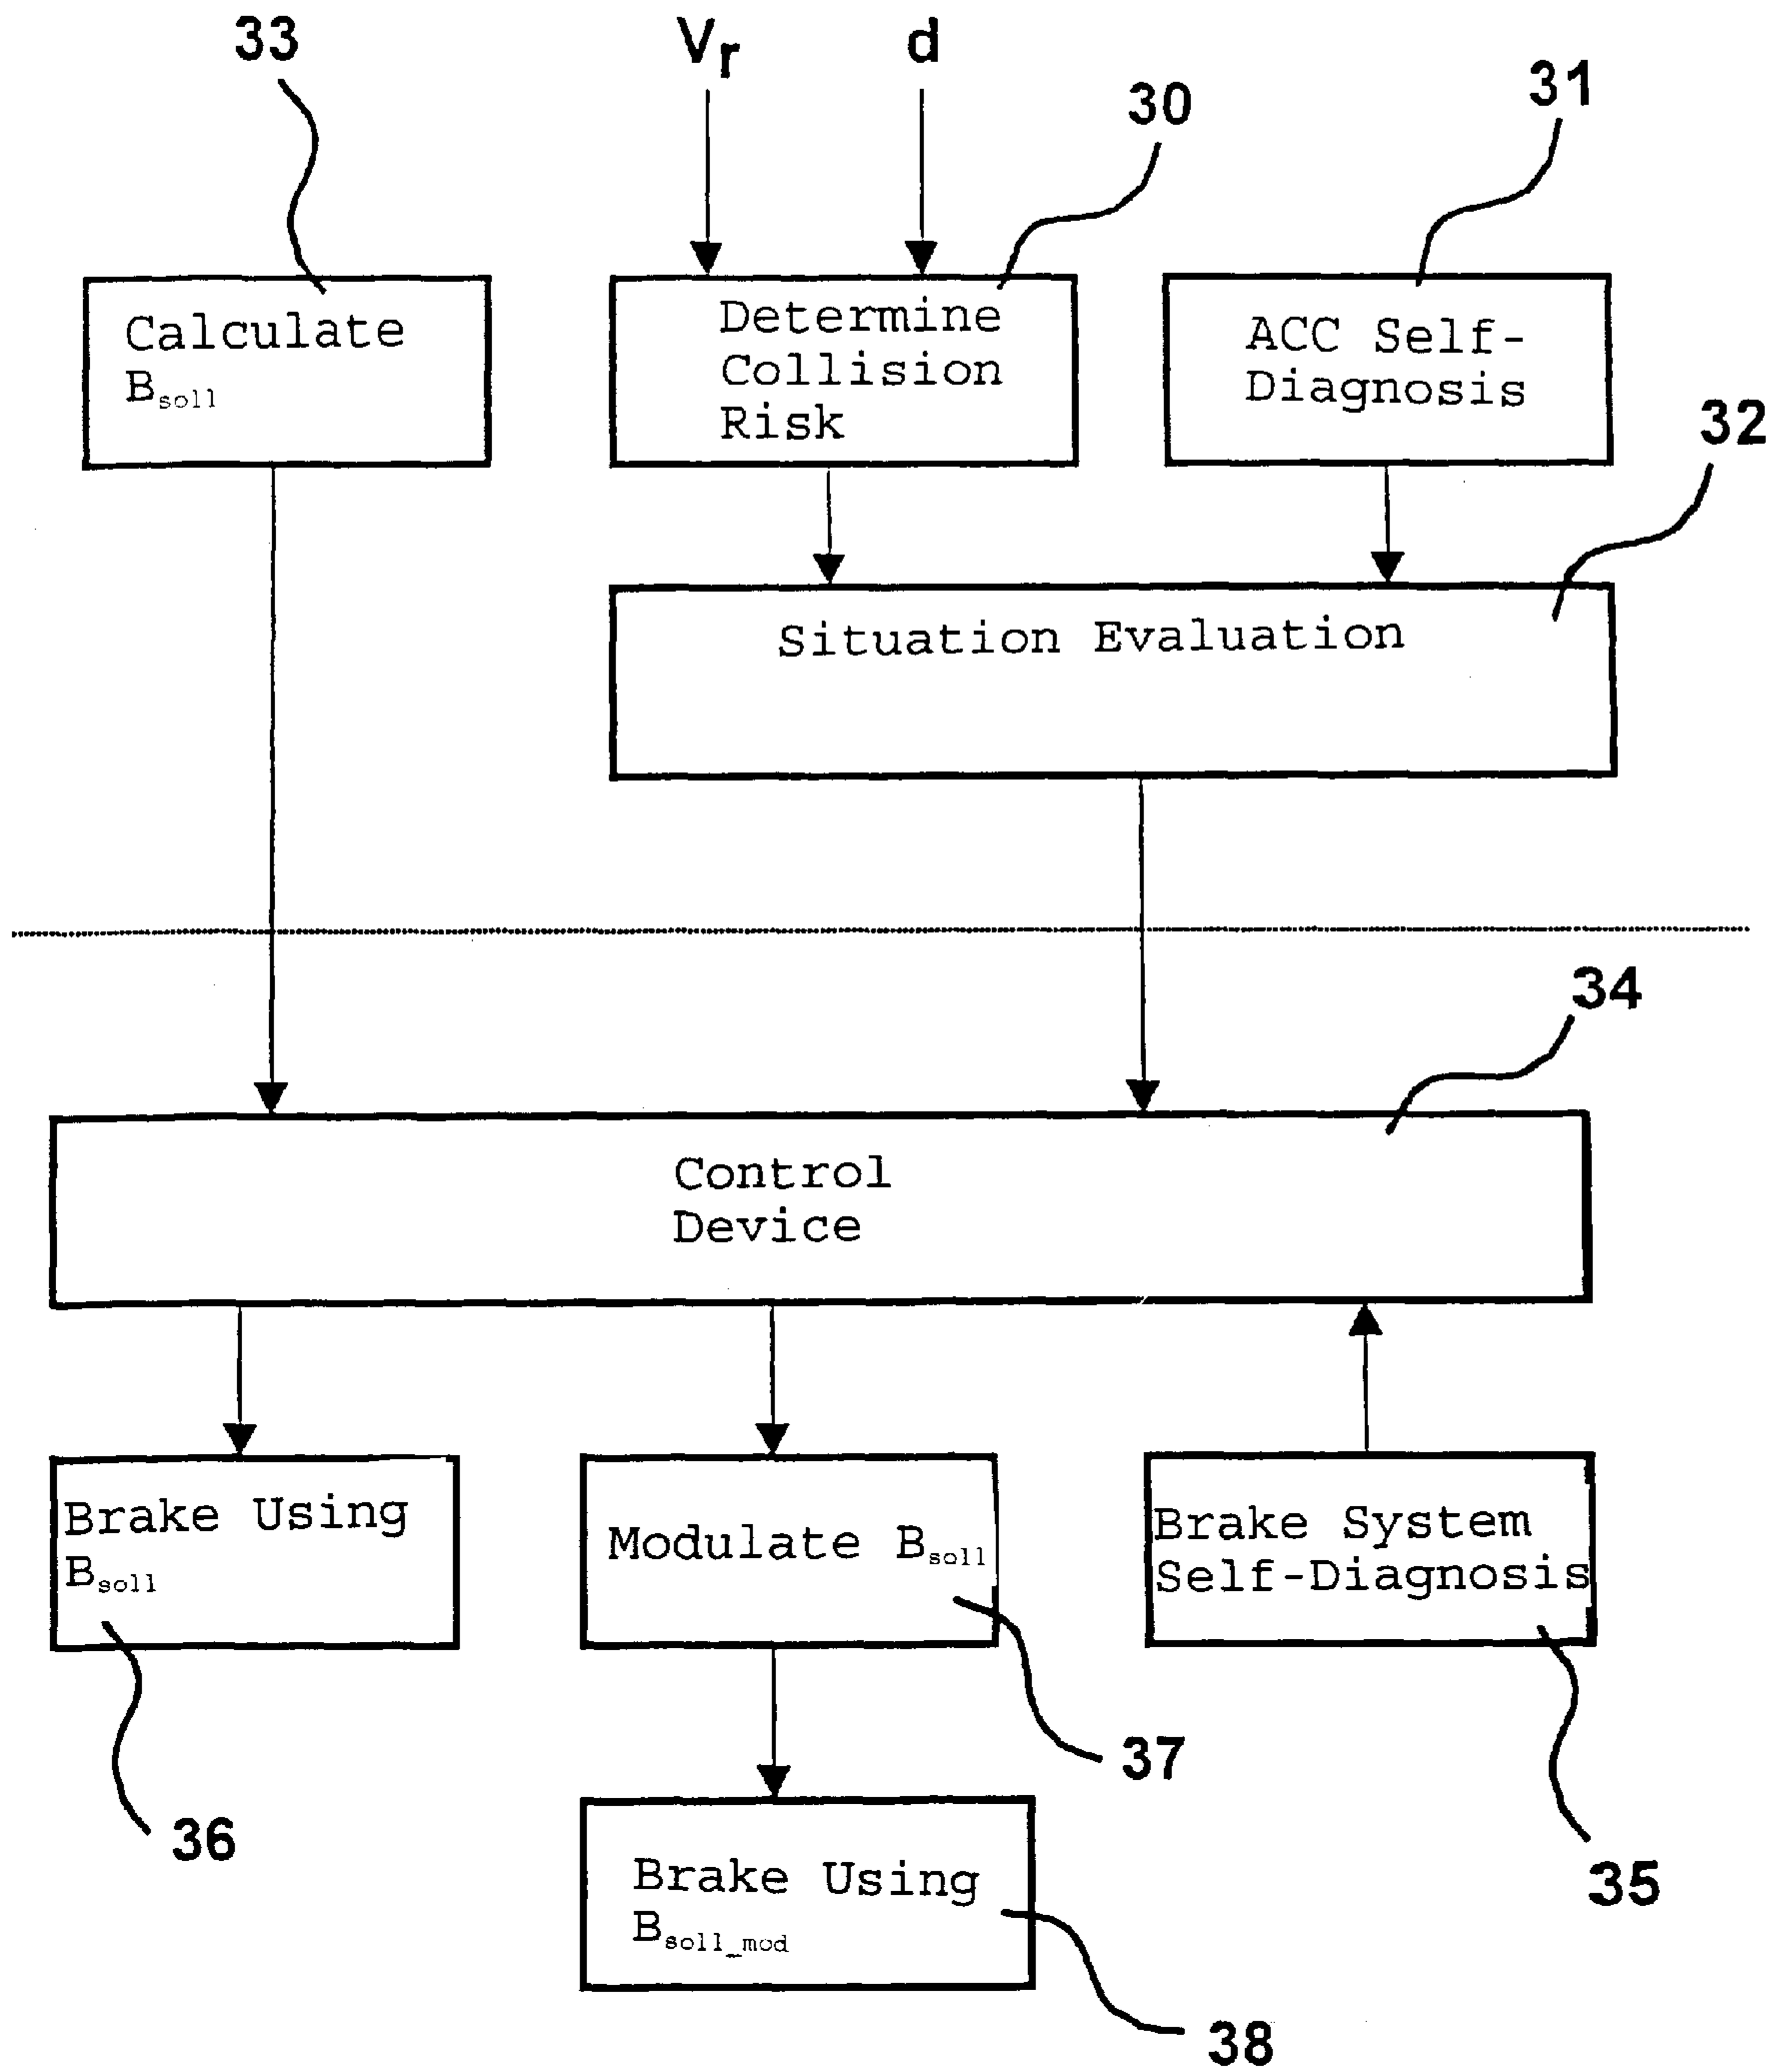 33
Vr
d
30
31
Calculate
Bsoll
Determine
Collision
Risk
ACC Self-
Diagnosis
32
Situation Evaluation
34
Control
Device
Brake Using
Bsoll
Modulate Bsoll
Brake System
Self-Diagnosis
37
36
35
Brake Using
Bsoll_mod
38